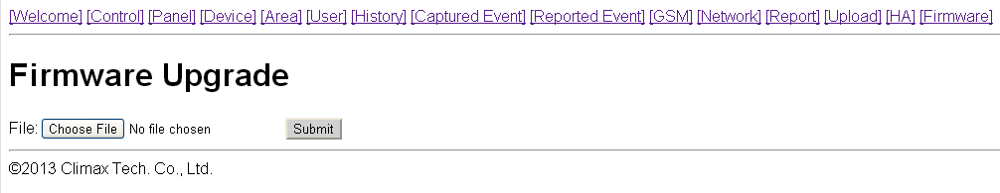 [Welcome] [Control] [Panel] [Device] [Area] [User] [History] [Captured Event] [Reported Event] [GSM] [Network] [Report] [Upload] [HA] [Firmware]
Firmware Upgrade
File: Choose File No file chosen Submit
©2013 Climax Tech. Co., Ltd.